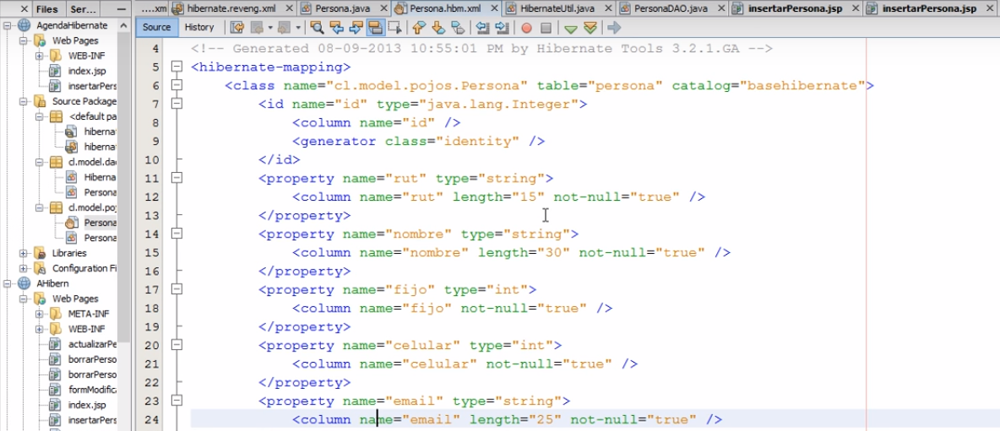 Files
Ser...
...xm
hibernate.reveng.xml
Persona.java
Persona.hbm.xml
HibernateUtil.java
PersonaDAO.java
insertarPersona.jsp
insertarPersona.jsp
Source
History
AgendaHibernate
Web Pages
WEB-INF
index.jsp
insertarPers
Source Package
<default pa
hiberna
hiberna
cl.model.dao
Hiberna
Persona
cl.model.poj
Persona
Persona
Libraries
Configuration Fi
AHibern
Web Pages
META-INF
WEB-INF
actualizarPe
borrarPerso
borrarPerso
formModific
index.jsp
insertarPers
4 <!-- Generated 08-09-2013 10:55:01 PM by Hibernate Tools 3.2.1.GA -->
5 <hibernate-mapping>
6 <class name="cl.model.pojos.Persona" table="persona" catalog="basehibernate">
7 <id name="id" type="java.lang.Integer">
8 <column name="id" />
9 <generator class="identity" />
10 </id>
11 <property name="rut" type="string">
12 <column name="rut" length="15" not-null="true" />
13 </property>
14 <property name="nombre" type="string">
15 <column name="nombre" length="30" not-null="true" />
16 </property>
17 <property name="fijo" type="int">
18 <column name="fijo" not-null="true" />
19 </property>
20 <property name="celular" type="int">
21 <column name="celular" not-null="true" />
22 </property>
23 <property name="email" type="string">
24 <column name="email" length="25" not-null="true" />